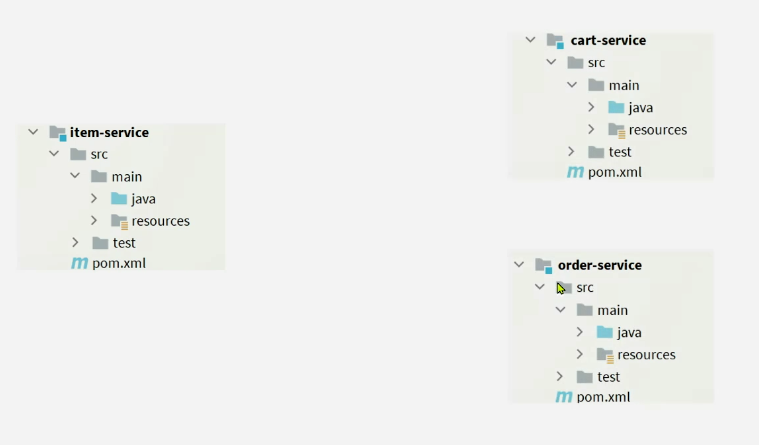 item-service
src
main
java
resources
test
m pom.xml
cart-service
src
main
java
resources
test
m pom.xml
order-service
src
main
java
resources
test
m pom.xml